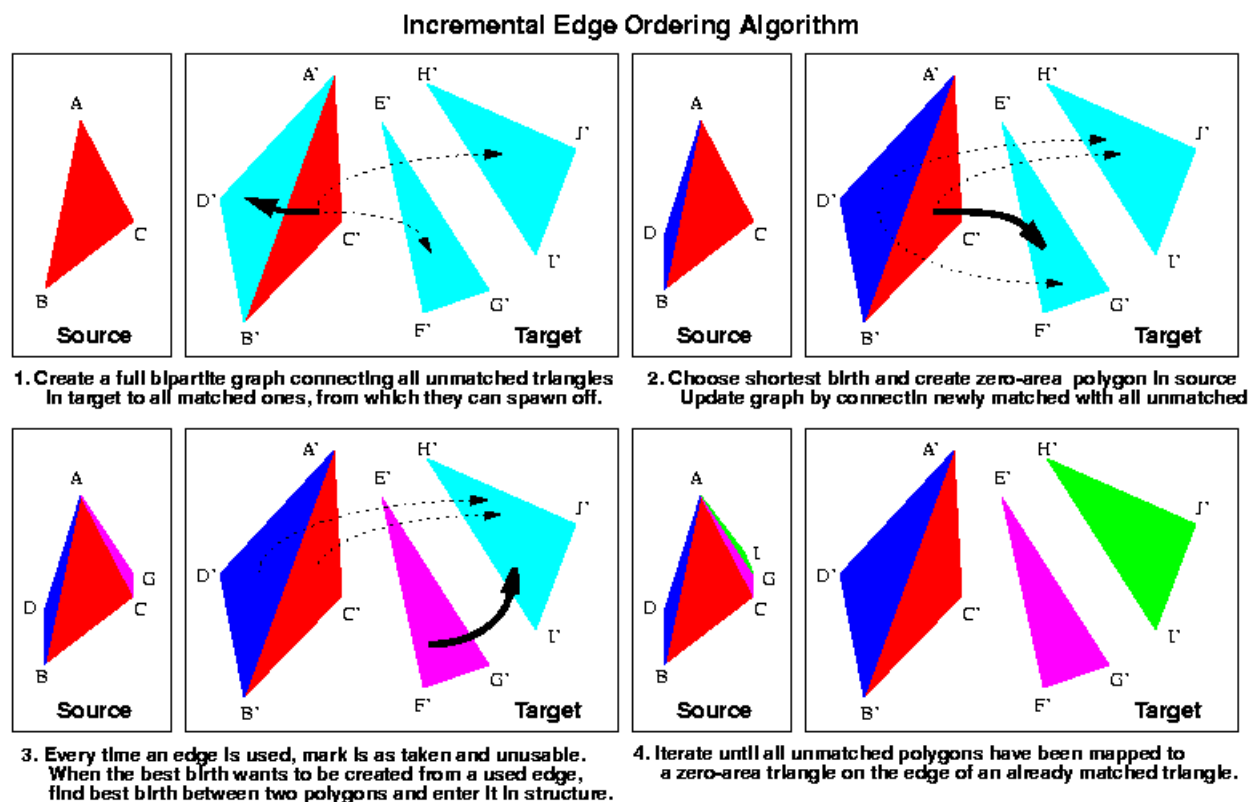 Incremental Edge Ordering Algorithm
A
B
C
Source
A`
B`
C`
D`
E`
F`
G`
H`
I`
J`
Target
1. Create a full bipartite graph connecting all unmatched triangles
in target to all matched ones, from which they can spawn off.
A
B
C
D
Source
A`
B`
C`
D`
E`
F`
G`
H`
I`
J`
Target
2. Choose shortest birth and create zero-area polygon in source
Update graph by connectin newly matched with all unmatched
A
B
C
D
G
Source
A`
B`
C`
D`
E`
F`
G`
H`
I`
J`
Target
3. Every time an edge is used, mark is as taken and unusable.
When the best birth wants to be created from a used edge,
find best birth between two polygons and enter it in structure.
A
B
C
D
G
I
Source
A`
B`
C`
D`
E`
F`
G`
H`
I`
J`
Target
4. Iterate until all unmatched polygons have been mapped to
a zero-area triangle on the edge of an already matched triangle.